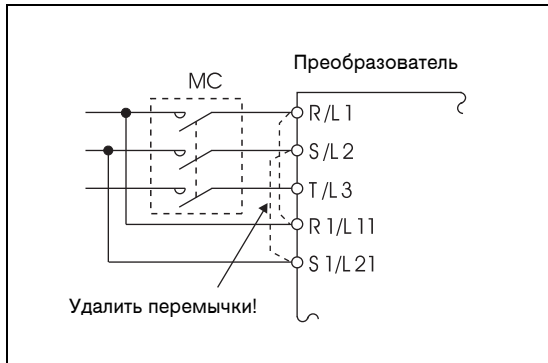 Преобразователь
MC
R/L1
S/L2
T/L3
R1/L11
S1/L21
Удалить перемычки!